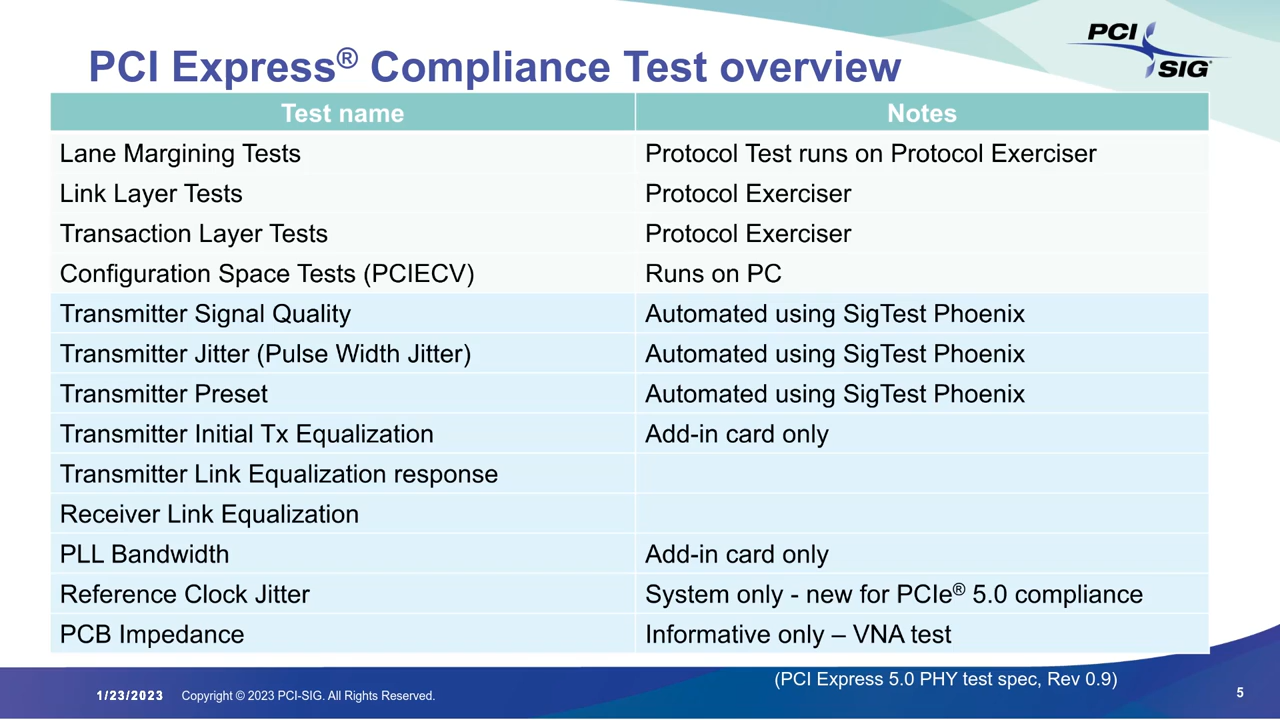 PCI Express® Compliance Test overview
PCI
SIG®
Test name Notes
Lane Margining Tests Protocol Test runs on Protocol Exerciser
Link Layer Tests Protocol Exerciser
Transaction Layer Tests Protocol Exerciser
Configuration Space Tests (PCIECV) Runs on PC
Transmitter Signal Quality Automated using SigTest Phoenix
Transmitter Jitter (Pulse Width Jitter) Automated using SigTest Phoenix
Transmitter Preset Automated using SigTest Phoenix
Transmitter Initial Tx Equalization Add-in card only
Transmitter Link Equalization response
Receiver Link Equalization
PLL Bandwidth Add-in card only
Reference Clock Jitter System only - new for PCIe® 5.0 compliance
PCB Impedance Informative only – VNA test
(PCI Express 5.0 PHY test spec, Rev 0.9)
1/23/2023 Copyright © 2023 PCI-SIG. All Rights Reserved. 5